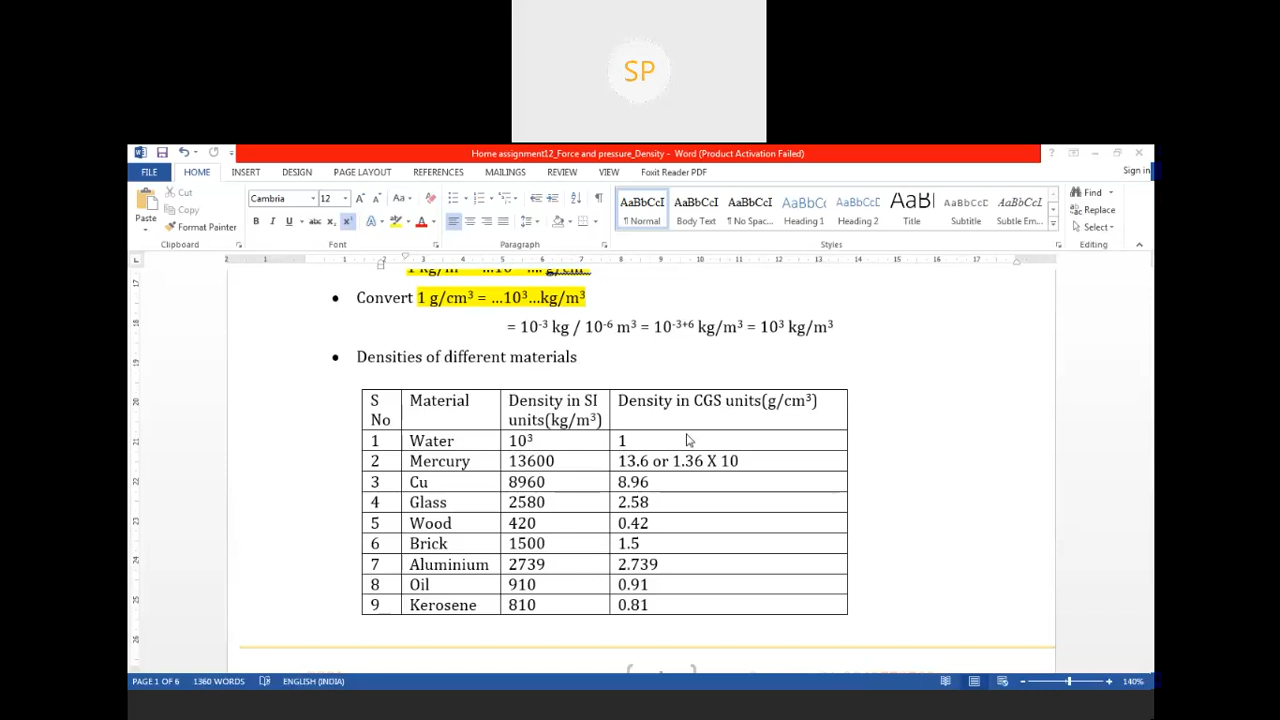 SP
Home assignment12_Force and pressure_Density - Word (Product Activation Failed)
FILE HOME INSERT DESIGN PAGE LAYOUT REFERENCES MAILINGS REVIEW VIEW Foxit Reader PDF Sign in
Paste Cut Copy Format Painter
Cambria 12
AaBbCcI AaBbCcI AaBbCcI AaBbC AaBbCcI AaB AaBbCcD AaBbCcI
¶ Normal Body Text ¶ No Spac... Heading 1 Heading 2 Title Subtitle Subtle Em...
Find Replace Select
Clipboard Font Paragraph Styles Editing
• Convert 1 g/cm³ = ...10³...kg/m³
= 10⁻³ kg / 10⁻⁶ m³ = 10⁻³⁺⁶ kg/m³ = 10³ kg/m³
• Densities of different materials
S No Material Density in SI units(kg/m³) Density in CGS units(g/cm³)
1 Water 10³ 1
2 Mercury 13600 13.6 or 1.36 X 10
3 Cu 8960 8.96
4 Glass 2580 2.58
5 Wood 420 0.42
6 Brick 1500 1.5
7 Aluminium 2739 2.739
8 Oil 910 0.91
9 Kerosene 810 0.81
PAGE 1 OF 6 1360 WORDS ENGLISH (INDIA) 140%